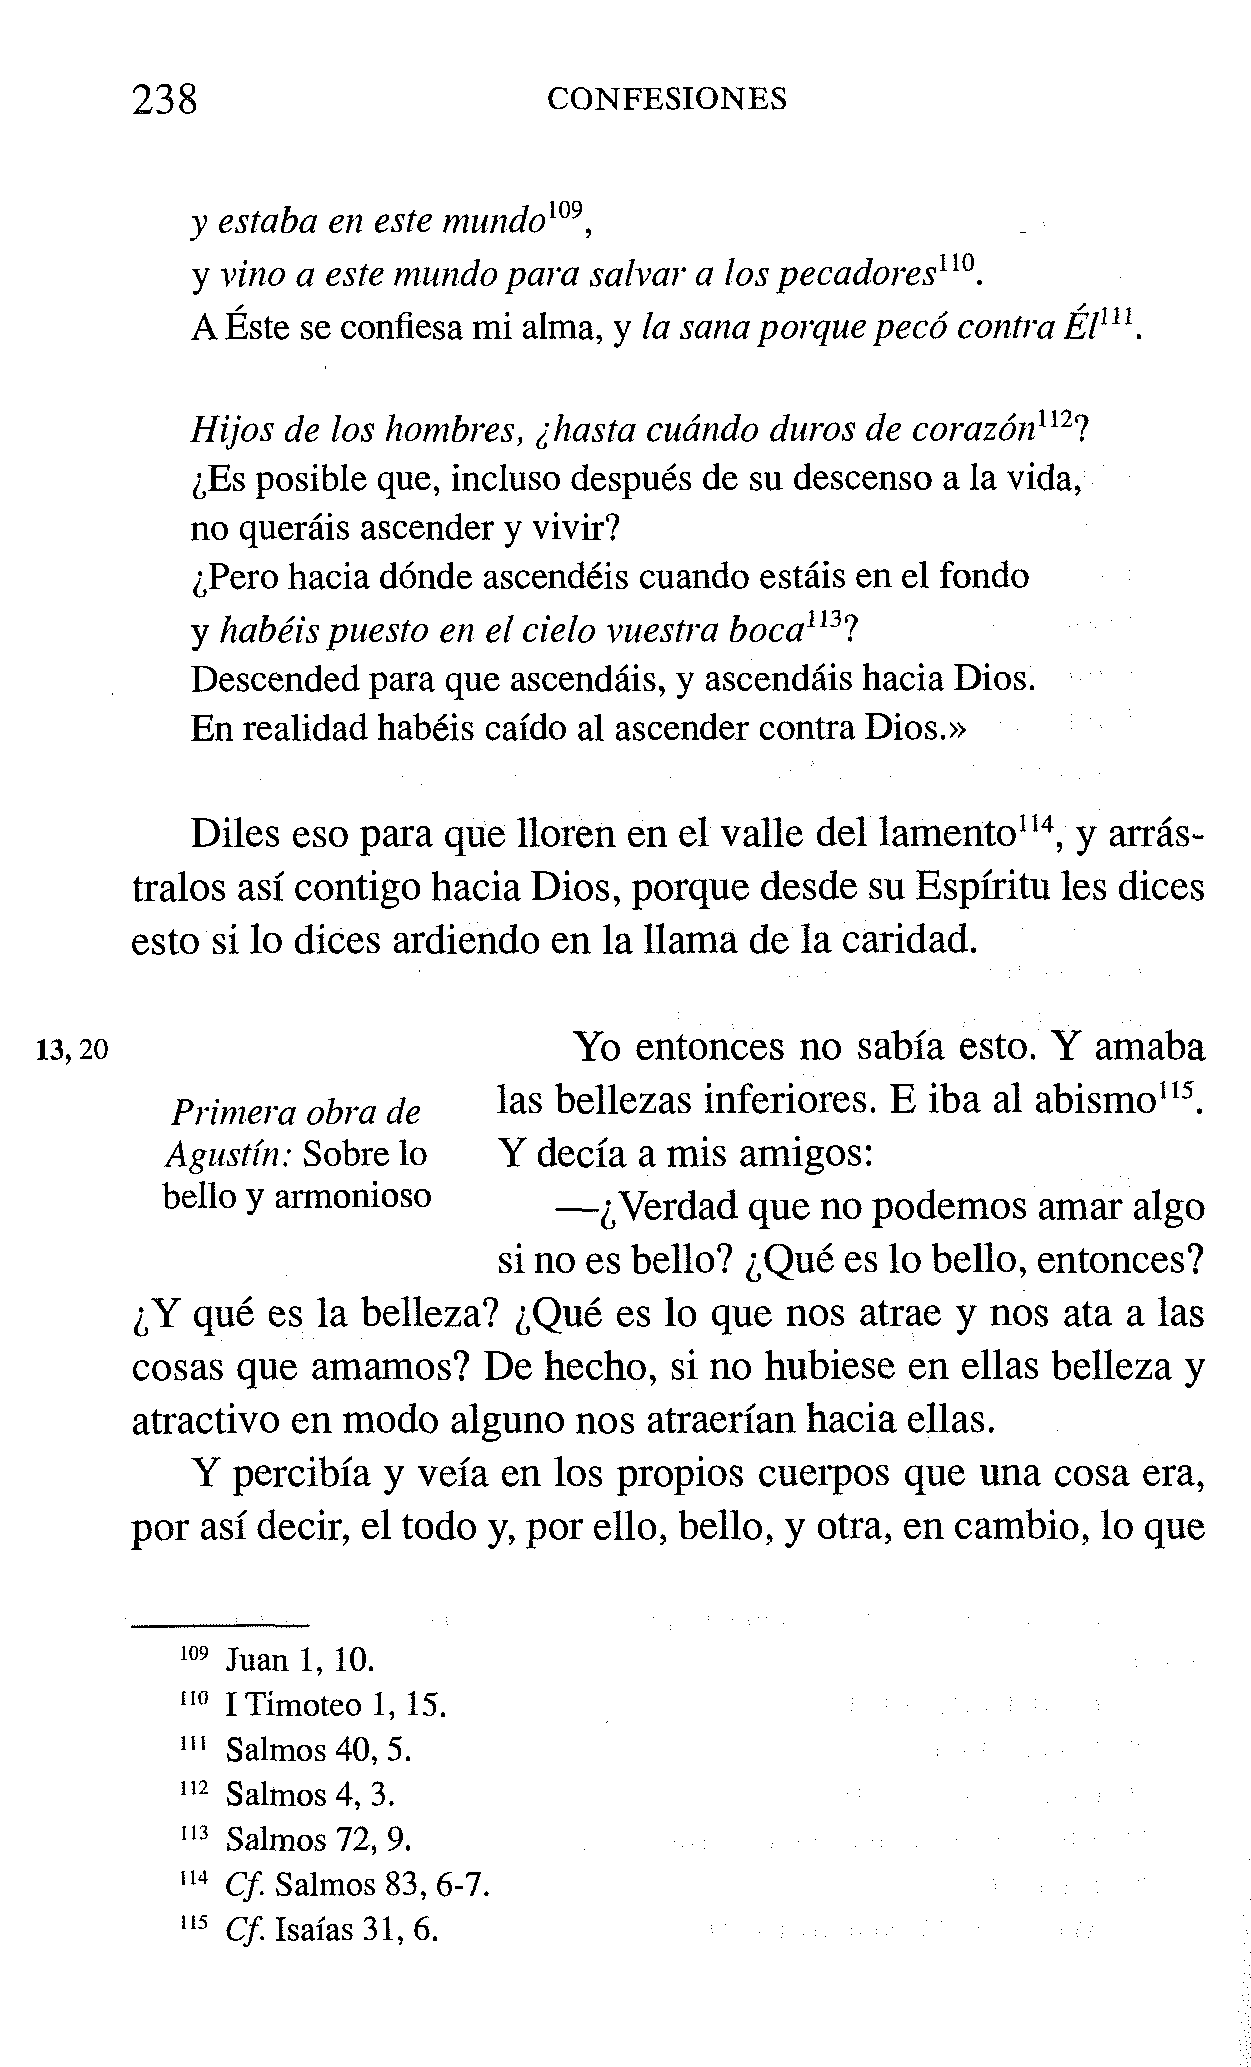 238 CONFESIONES
y estaba en este mundo¹⁰⁹,
y vino a este mundo para salvar a los pecadores¹¹⁰.
A Éste se confiesa mi alma, y la sana porque pecó contra Él¹¹¹.
Hijos de los hombres, ¿hasta cuándo duros de corazón¹¹²?
¿Es posible que, incluso después de su descenso a la vida,
no queráis ascender y vivir?
¿Pero hacia dónde ascendéis cuando estáis en el fondo
y habéis puesto en el cielo vuestra boca¹¹³?
Descended para que ascendáis, y ascendáis hacia Dios.
En realidad habéis caído al ascender contra Dios.»
Diles eso para que lloren en el valle del lamento¹¹⁴, y arrás-
tralos así contigo hacia Dios, porque desde su Espíritu les dices
esto si lo dices ardiendo en la llama de la caridad.
13, 20
Primera obra de
Agustín: Sobre lo
bello y armonioso
Yo entonces no sabía esto. Y amaba
las bellezas inferiores. E iba al abismo¹¹⁵.
Y decía a mis amigos:
—¿Verdad que no podemos amar algo
si no es bello? ¿Qué es lo bello, entonces?
¿Y qué es la belleza? ¿Qué es lo que nos atrae y nos ata a las
cosas que amamos? De hecho, si no hubiese en ellas belleza y
atractivo en modo alguno nos atraerían hacia ellas.
Y percibía y veía en los propios cuerpos que una cosa era,
por así decir, el todo y, por ello, bello, y otra, en cambio, lo que
¹⁰⁹ Juan 1, 10.
¹¹⁰ I Timoteo 1, 15.
¹¹¹ Salmos 40, 5.
¹¹² Salmos 4, 3.
¹¹³ Salmos 72, 9.
¹¹⁴ Cf. Salmos 83, 6-7.
¹¹⁵ Cf. Isaías 31, 6.